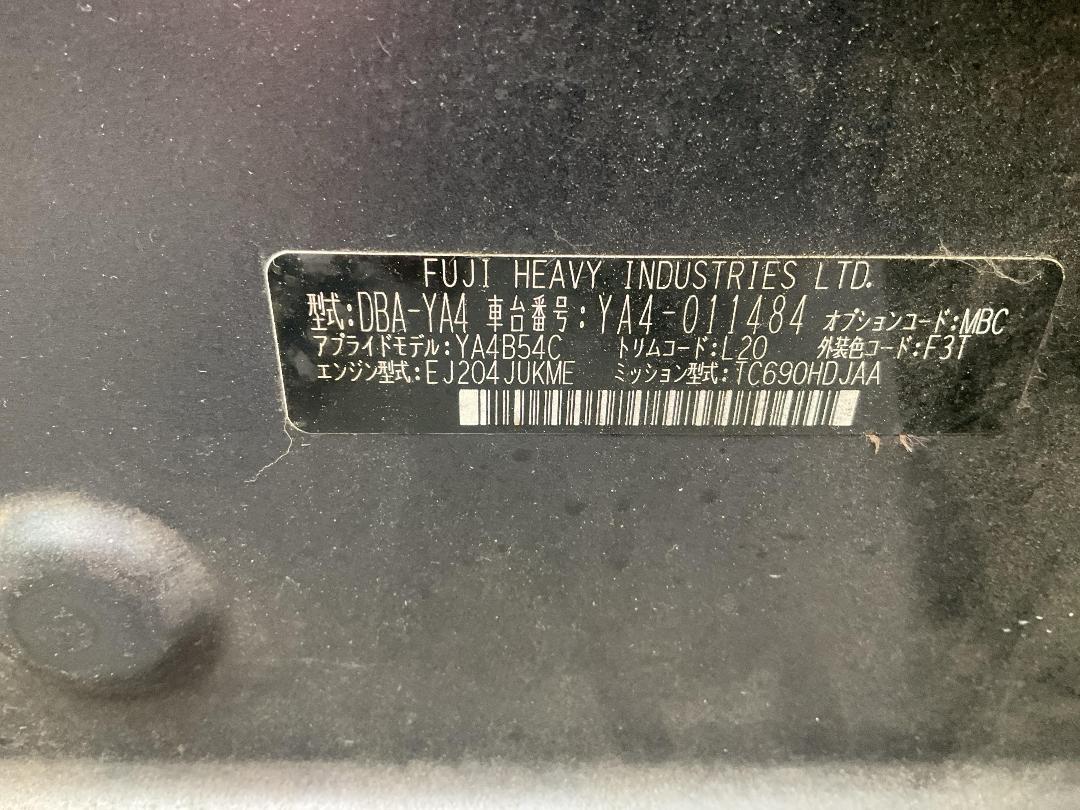 FUJI HEAVY INDUSTRIES LTD.
型式:DBA-YA4 車台番号:YA4-011484 オプションコード:MBC
アプライドモデル:YA4B54C トリムコード:L20 外装色コード:F3T
エンジン型式:EJ204JUKME ミッション型式:TC690HDJAA